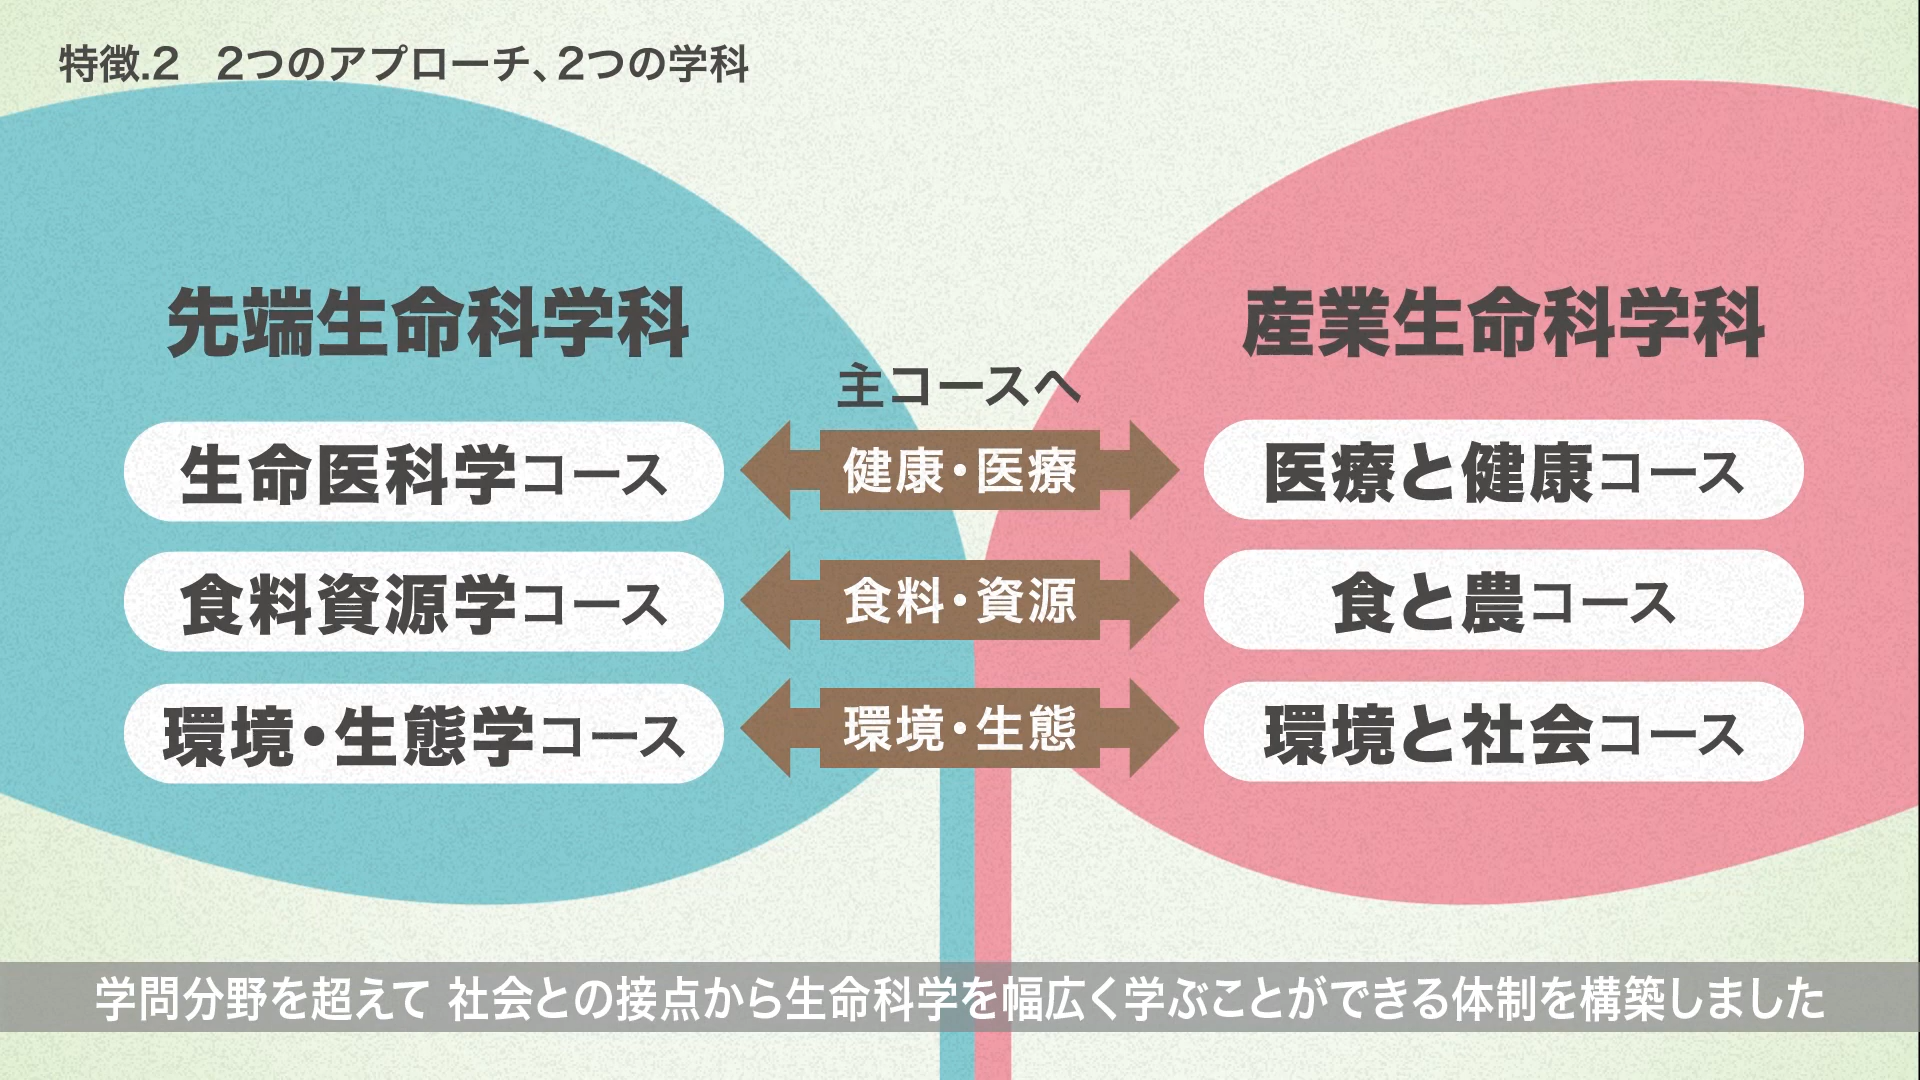 特徴.2　2つのアプローチ、2つの学科
先端生命科学科
産業生命科学科
主コースへ
生命医科学コース
健康・医療
医療と健康コース
食料資源学コース
食料・資源
食と農コース
環境・生態学コース
環境・生態
環境と社会コース
学問分野を超えて 社会との接点から生命科学を幅広く学ぶことができる体制を構築しました